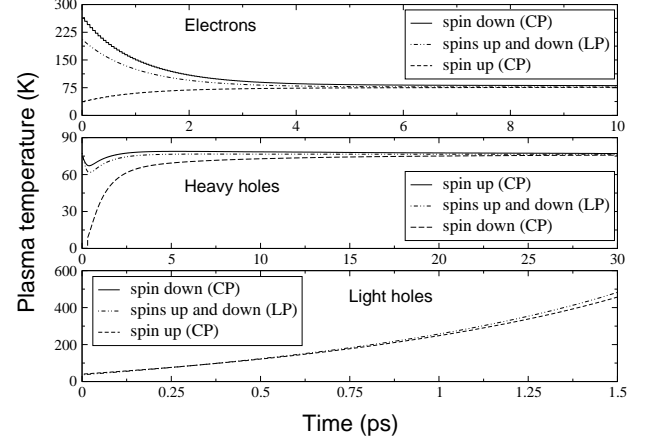 Plasma temperature (K)
300
225
150
75
0
Electrons
spin down (CP)
spins up and down (LP)
spin up (CP)
0 2 4 6 8 10
90
60
30
0
Heavy holes
spin up (CP)
spins up and down (LP)
spin down (CP)
0 5 10 15 20 25 30
600
400
200
0
spin down (CP)
spins up and down (LP)
spin up (CP)
Light holes
0 0.25 0.5 0.75 1 1.25 1.5
Time (ps)